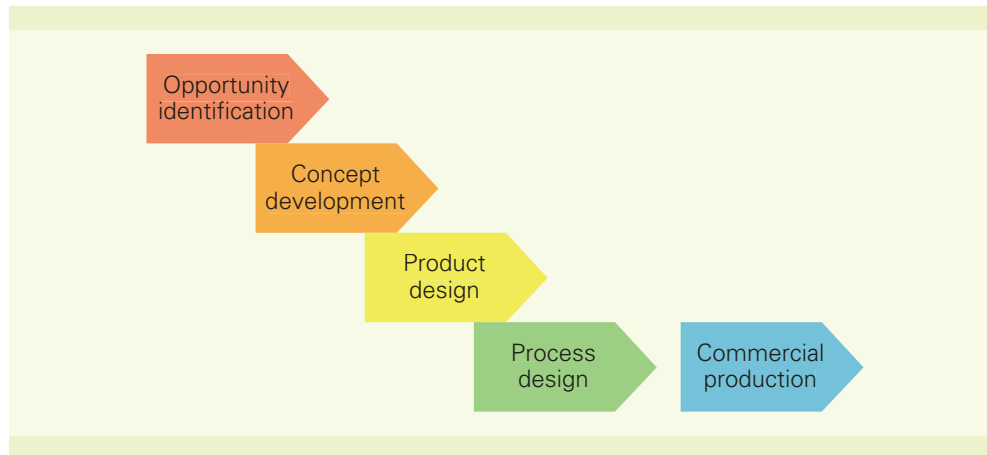 Opportunity
identification
Concept
development
Product
design
Process
design
Commercial
production